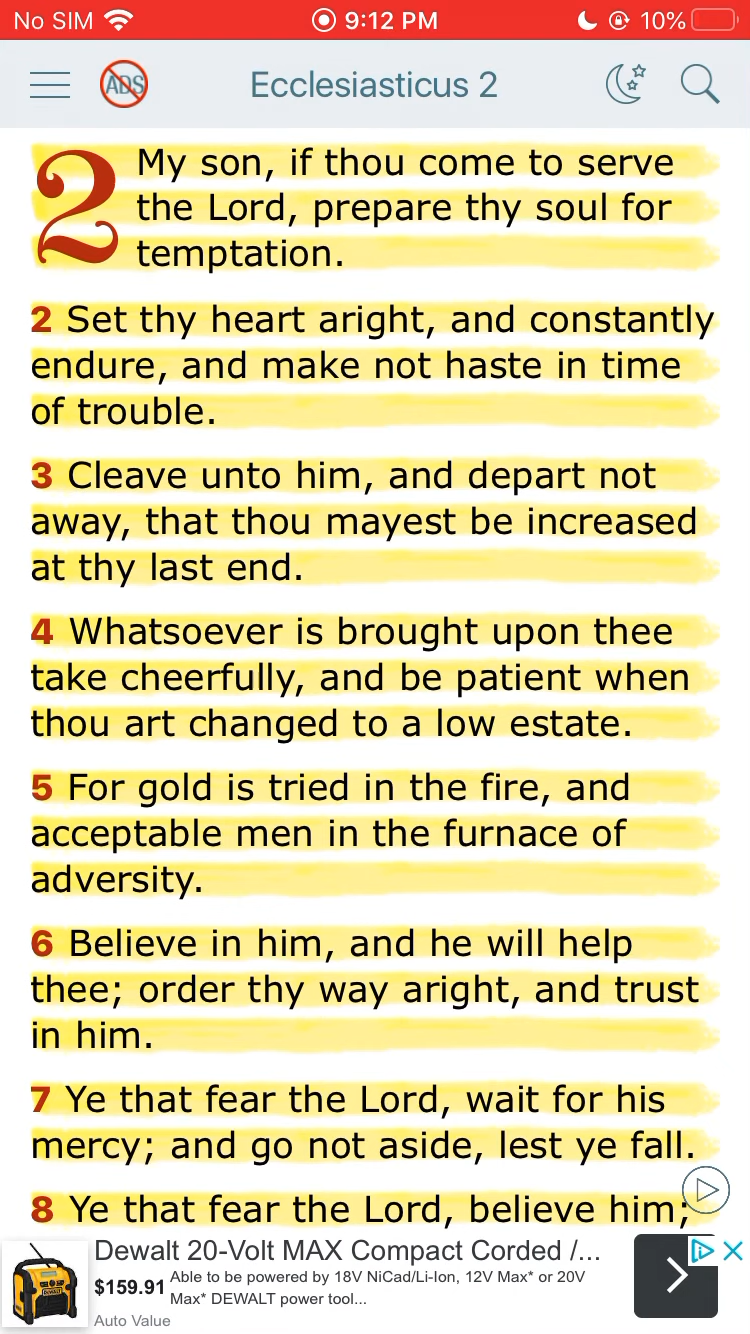 No SIM 9:12 PM 10%
ADS Ecclesiasticus 2
2 My son, if thou come to serve
the Lord, prepare thy soul for
temptation.
2 Set thy heart aright, and constantly
endure, and make not haste in time
of trouble.
3 Cleave unto him, and depart not
away, that thou mayest be increased
at thy last end.
4 Whatsoever is brought upon thee
take cheerfully, and be patient when
thou art changed to a low estate.
5 For gold is tried in the fire, and
acceptable men in the furnace of
adversity.
6 Believe in him, and he will help
thee; order thy way aright, and trust
in him.
7 Ye that fear the Lord, wait for his
mercy; and go not aside, lest ye fall.
8 Ye that fear the Lord, believe him;
Dewalt 20-Volt MAX Compact Corded /...
$159.91 Able to be powered by 18V NiCad/Li-Ion, 12V Max* or 20V
Max* DEWALT power tool...
Auto Value